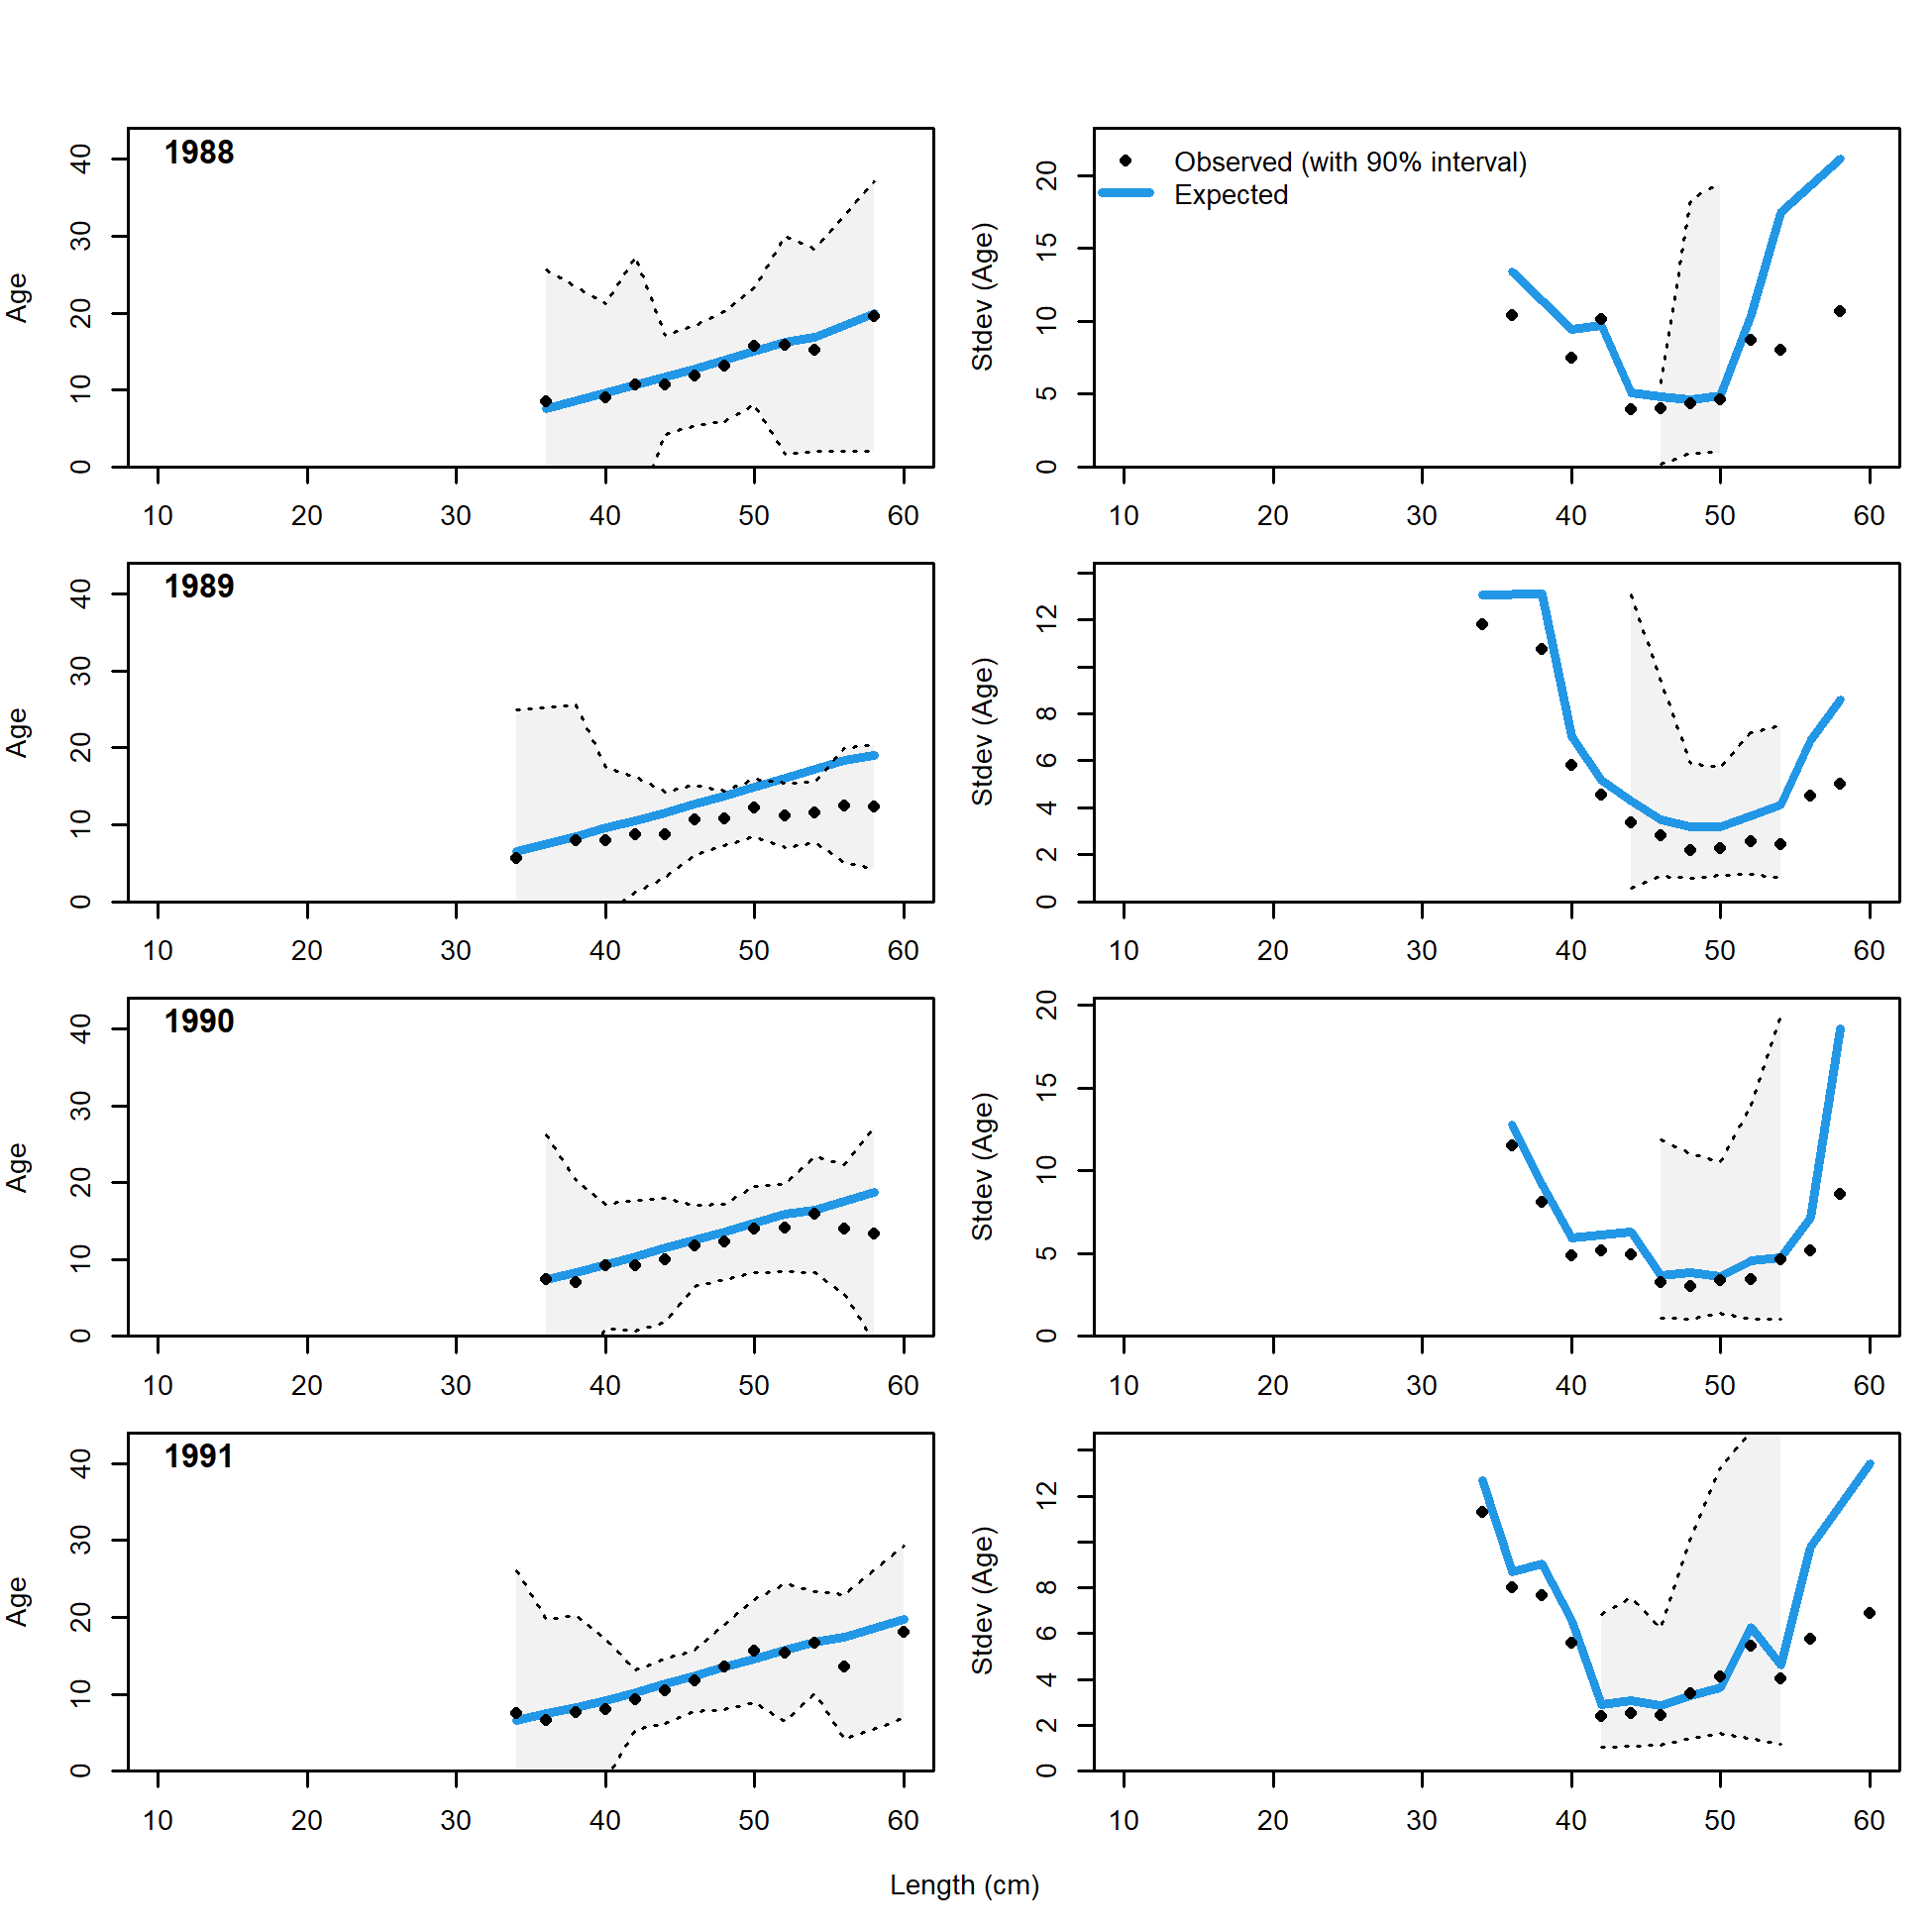 1988
Age
0 10 20 30 40
10 20 30 40 50 60
Observed (with 90% interval)
Expected
Stdev (Age)
0 5 10 15 20
10 20 30 40 50 60
1989
Age
0 10 20 30 40
10 20 30 40 50 60
Stdev (Age)
0 2 4 6 8 12
10 20 30 40 50 60
1990
Age
0 10 20 30 40
10 20 30 40 50 60
Stdev (Age)
0 5 10 15 20
10 20 30 40 50 60
1991
Age
0 10 20 30 40
10 20 30 40 50 60
Stdev (Age)
0 2 4 6 8 12
10 20 30 40 50 60
Length (cm)